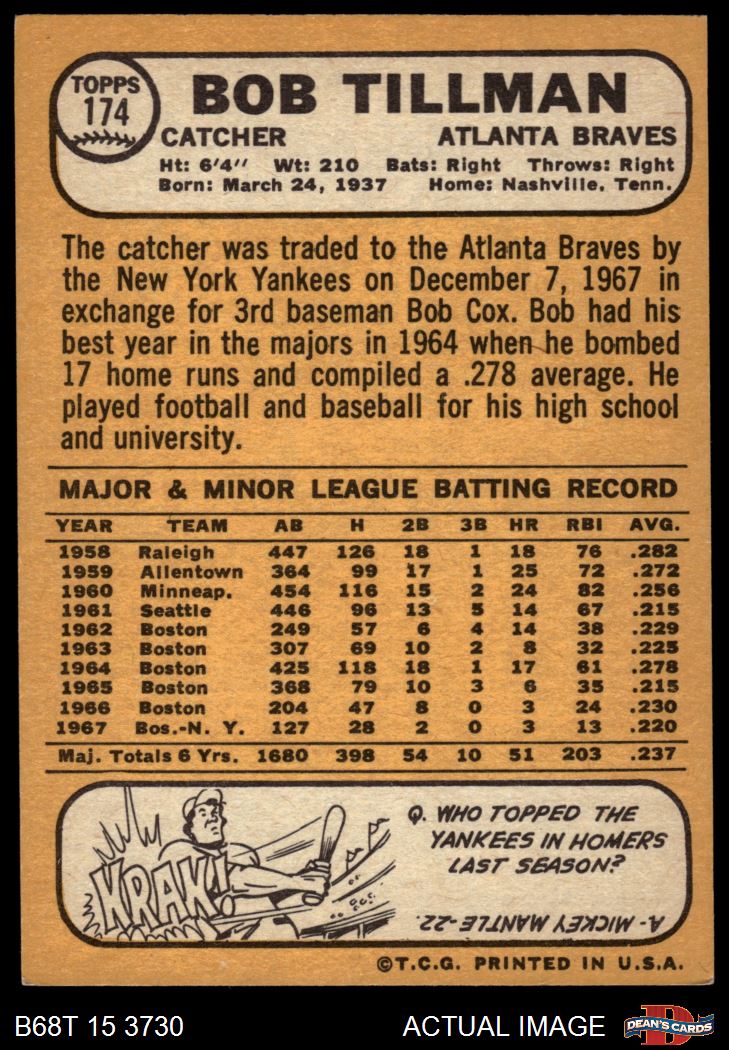 TOPPS
174
BOB TILLMAN
CATCHER ATLANTA BRAVES
Ht: 6'4'' Wt: 210 Bats: Right Throws: Right
Born: March 24, 1937 Home: Nashville, Tenn.
The catcher was traded to the Atlanta Braves by
the New York Yankees on December 7, 1967 in
exchange for 3rd baseman Bob Cox. Bob had his
best year in the majors in 1964 when he bombed
17 home runs and compiled a .278 average. He
played football and baseball for his high school
and university.
MAJOR & MINOR LEAGUE BATTING RECORD
YEAR TEAM AB H 2B 3B HR RBI AVG.
1958 Raleigh 447 126 18 1 18 76 .282
1959 Allentown 364 99 17 1 25 72 .272
1960 Minneap. 454 116 15 2 24 82 .256
1961 Seattle 446 96 13 5 14 67 .215
1962 Boston 249 57 6 4 14 38 .229
1963 Boston 307 69 10 2 8 32 .225
1964 Boston 425 118 18 1 17 61 .278
1965 Boston 368 79 10 3 6 35 .215
1966 Boston 204 47 8 0 3 24 .230
1967 Bos.-N. Y. 127 28 2 0 3 13 .220
Maj. Totals 6 Yrs. 1680 398 54 10 51 203 .237
KRAK!
Q. WHO TOPPED THE
YANKEES IN HOMERS
LAST SEASON?
A- MICKEY MANTLE-22.
©T.C.G. PRINTED IN U.S.A.
B68T 15 3730 ACTUAL IMAGE D DEAN'S CARDS